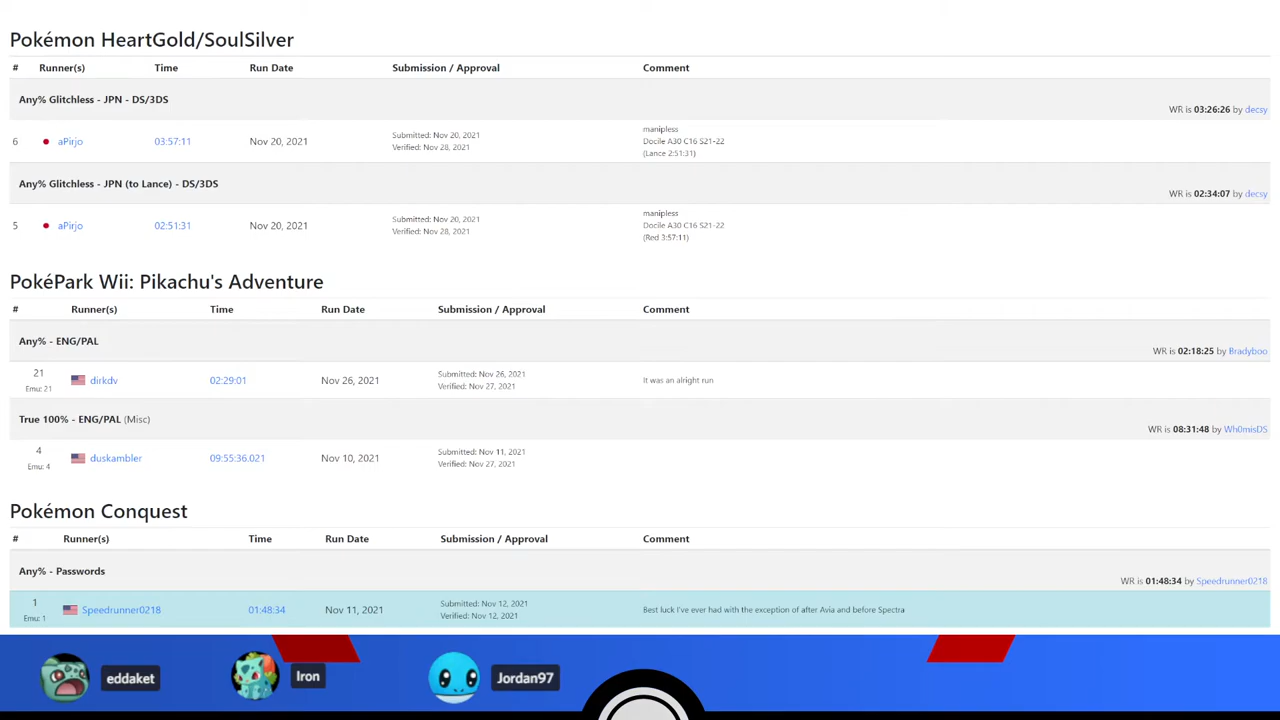 Pokémon HeartGold/SoulSilver
# Runner(s) Time Run Date Submission / Approval Comment
Any% Glitchless - JPN - DS/3DS
WR is 03:26:26 by decsy
6 aPirjo 03:57:11 Nov 20, 2021 Submitted: Nov 20, 2021 Verified: Nov 28, 2021 manipless Docile A30 C16 S21-22 (Lance 2:51:31)
Any% Glitchless - JPN (to Lance) - DS/3DS
WR is 02:34:07 by decsy
5 aPirjo 02:51:31 Nov 20, 2021 Submitted: Nov 20, 2021 Verified: Nov 28, 2021 manipless Docile A30 C16 S21-22 (Red 3:57:11)
PokéPark Wii: Pikachu's Adventure
# Runner(s) Time Run Date Submission / Approval Comment
Any% - ENG/PAL
WR is 02:18:25 by Bradyboo
21 Emu: 21 dirkdv 02:29:01 Nov 26, 2021 Submitted: Nov 26, 2021 Verified: Nov 27, 2021 It was an alright run
True 100% - ENG/PAL (Misc)
WR is 08:31:48 by Wh0misDS
4 Emu: 4 duskambler 09:55:36.021 Nov 10, 2021 Submitted: Nov 11, 2021 Verified: Nov 27, 2021
Pokémon Conquest
# Runner(s) Time Run Date Submission / Approval Comment
Any% - Passwords
WR is 01:48:34 by Speedrunner0218
1 Emu: 1 Speedrunner0218 01:48:34 Nov 11, 2021 Submitted: Nov 12, 2021 Verified: Nov 12, 2021 Best luck I've ever had with the exception of after Avia and before Spectra
eddaket Iron Jordan97